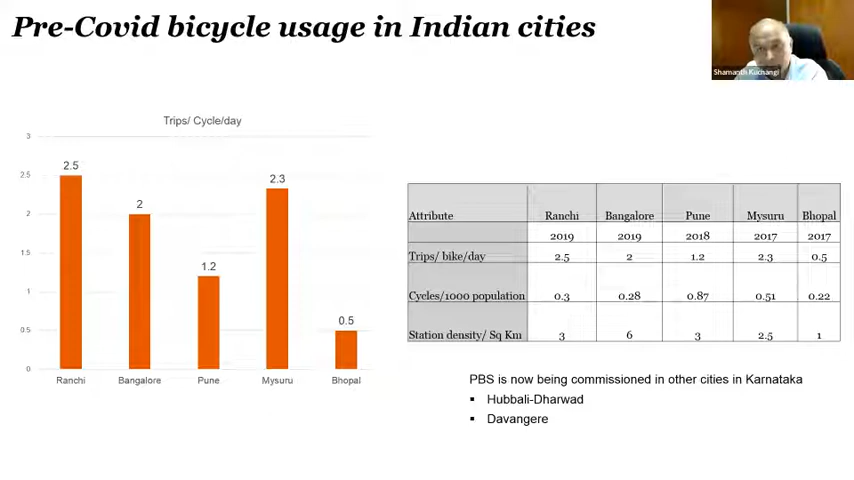 Pre-Covid bicycle usage in Indian cities
Shamanth Kuchangi
Trips/ Cycle/day
3
2.5
2
1.5
1
0.5
0
2.5
2
1.2
2.3
0.5
Ranchi Bangalore Pune Mysuru Bhopal
Attribute Ranchi Bangalore Pune Mysuru Bhopal
2019 2019 2018 2017 2017
Trips/ bike/day 2.5 2 1.2 2.3 0.5
Cycles/1000 population 0.3 0.28 0.87 0.51 0.22
Station density/ Sq Km 3 6 3 2.5 1
PBS is now being commissioned in other cities in Karnataka
▪ Hubbali-Dharwad
▪ Davangere